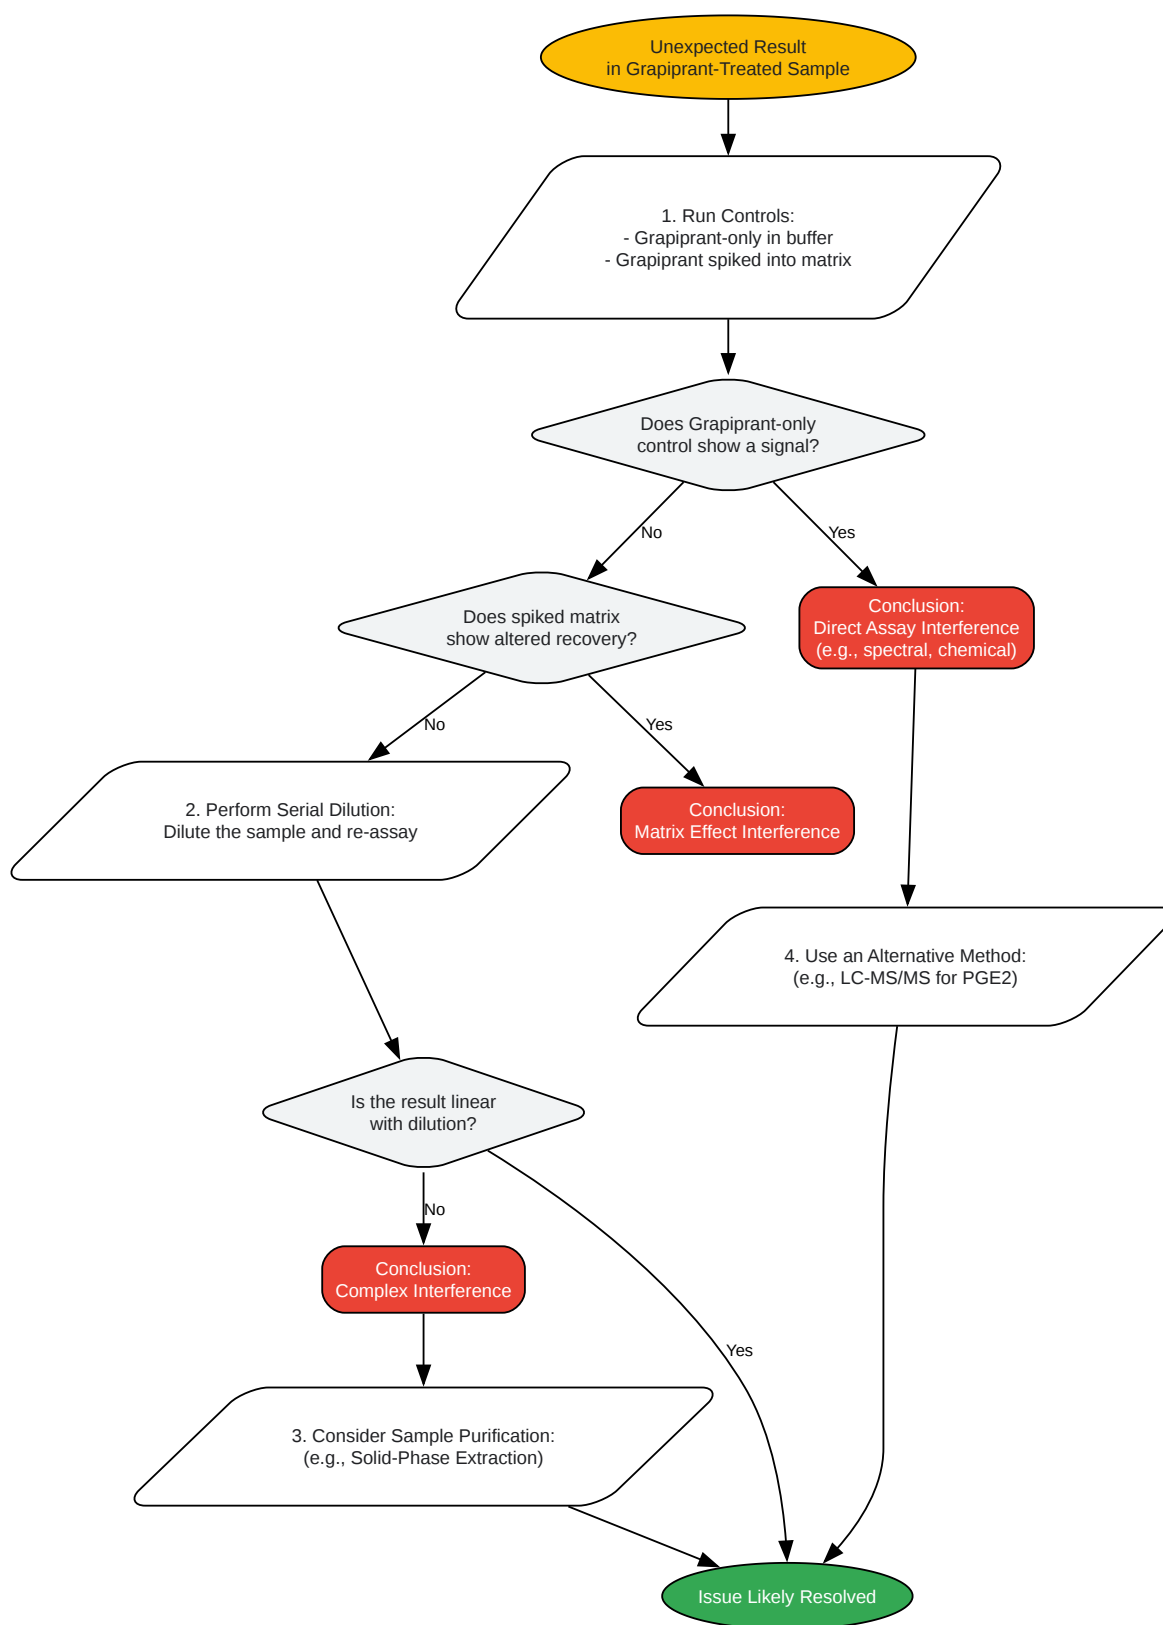 Unexpected Result
in Grapiprant-Treated Sample
1. Run Controls:
- Grapiprant-only in buffer
- Grapiprant spiked into matrix
Does Grapiprant-only
control show a signal?
No
Yes
Does spiked matrix
show altered recovery?
Conclusion:
Direct Assay Interference
(e.g., spectral, chemical)
No
Yes
2. Perform Serial Dilution:
Dilute the sample and re-assay
Conclusion:
Matrix Effect Interference
4. Use an Alternative Method:
(e.g., LC-MS/MS for PGE2)
Is the result linear
with dilution?
No
Conclusion:
Complex Interference
Yes
3. Consider Sample Purification:
(e.g., Solid-Phase Extraction)
Issue Likely Resolved